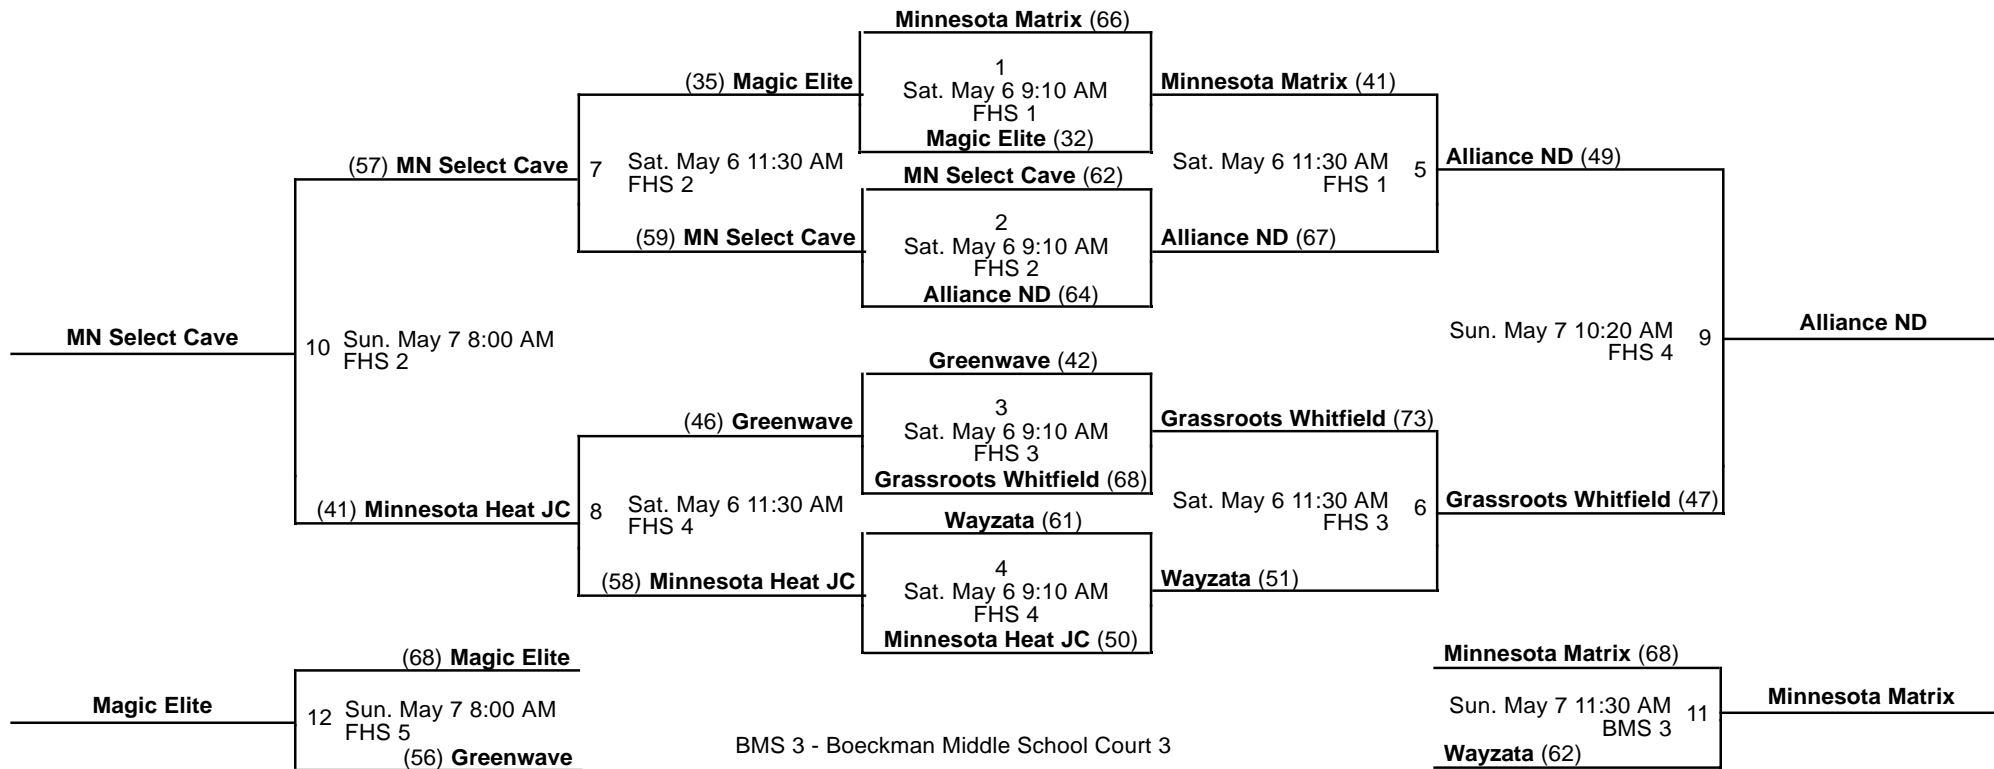 Minnesota Matrix (66)
1
Sat. May 6 9:10 AM
FHS 1
Magic Elite (32)
(35) Magic Elite
Minnesota Matrix (41)
(57) MN Select Cave
7 Sat. May 6 11:30 AM
FHS 2
MN Select Cave (62)
2
Sat. May 6 9:10 AM
FHS 2
Alliance ND (64)
Sat. May 6 11:30 AM 5
FHS 1
Alliance ND (49)
(59) MN Select Cave
Alliance ND (67)
MN Select Cave
10 Sun. May 7 8:00 AM
FHS 2
Sun. May 7 10:20 AM 9
FHS 4
Alliance ND
Greenwave (42)
3
Sat. May 6 9:10 AM
FHS 3
Grassroots Whitfield (68)
(46) Greenwave
Grassroots Whitfield (73)
(41) Minnesota Heat JC
8 Sat. May 6 11:30 AM
FHS 4
Wayzata (61)
4
Sat. May 6 9:10 AM
FHS 4
Minnesota Heat JC (50)
Sat. May 6 11:30 AM 6
FHS 3
Grassroots Whitfield (47)
(58) Minnesota Heat JC
Wayzata (51)
(68) Magic Elite
Magic Elite
12 Sun. May 7 8:00 AM
FHS 5
(56) Greenwave
BMS 3 - Boeckman Middle School Court 3
Minnesota Matrix (68)
Sun. May 7 11:30 AM 11
BMS 3
Wayzata (62)
Minnesota Matrix